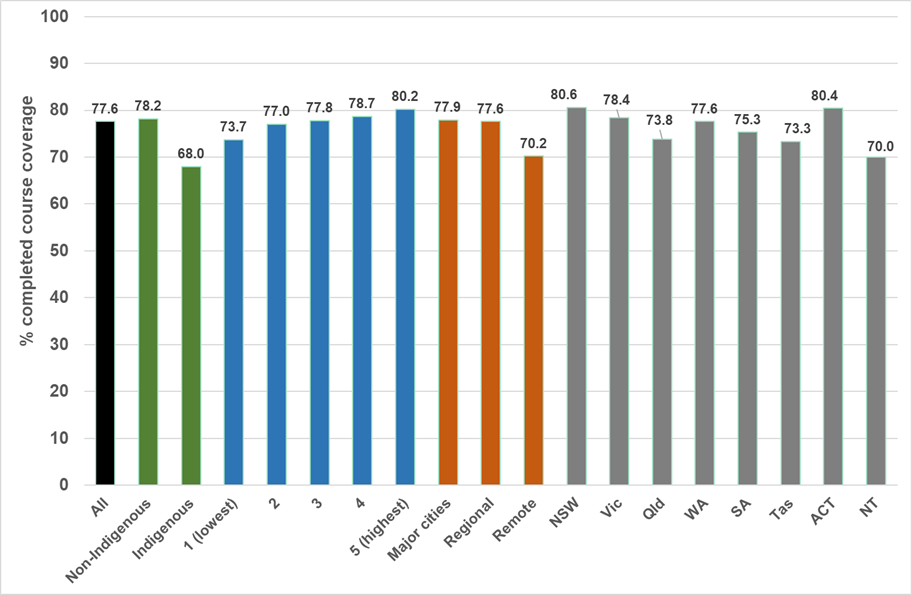 % completed course coverage
100
90
80
70
60
50
40
30
20
10
0
77.6
78.2
68.0
73.7
77.0
77.8
78.7
80.2
77.9
77.6
70.2
80.6
78.4
73.8
77.6
75.3
73.3
80.4
70.0
All
Non-Indigenous
Indigenous
1 (lowest)
2
3
4
5 (highest)
Major cities
Regional
Remote
NSW
Vic
Qld
WA
SA
Tas
ACT
NT